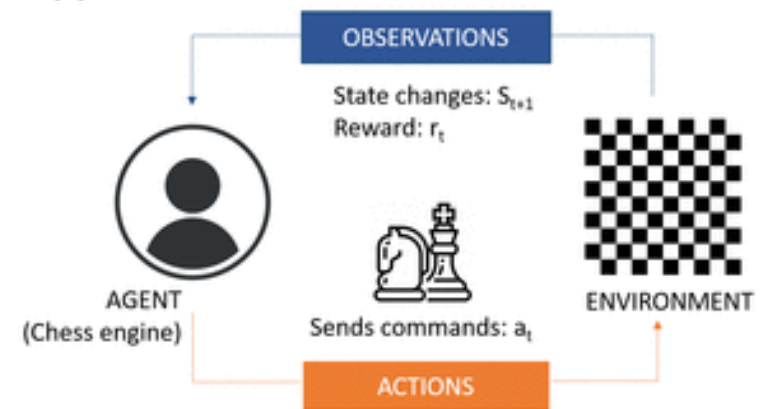 OBSERVATIONS
State changes: Sₜ₊₁
Reward: rₜ
AGENT
(Chess engine)
ENVIRONMENT
Sends commands: aₜ
ACTIONS